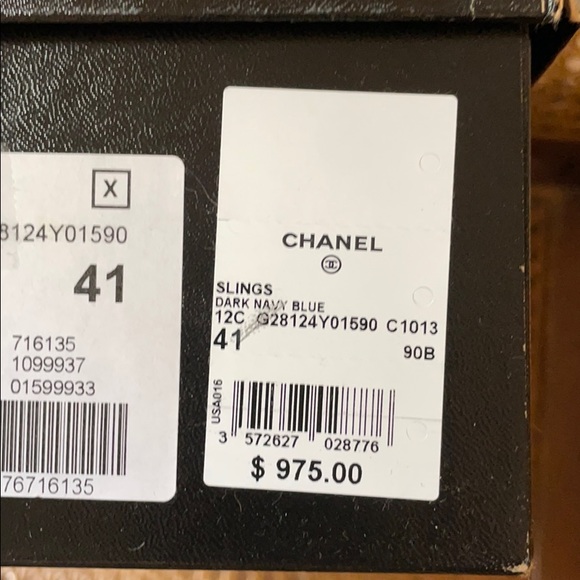 X
8124Y01590
41
716135
1099937
01599933
76716135
CHANEL
SLINGS
DARK NAVY BLUE
12C G28124Y01590 C1013
41
90B
USA016
3 572627 028776
$ 975.00